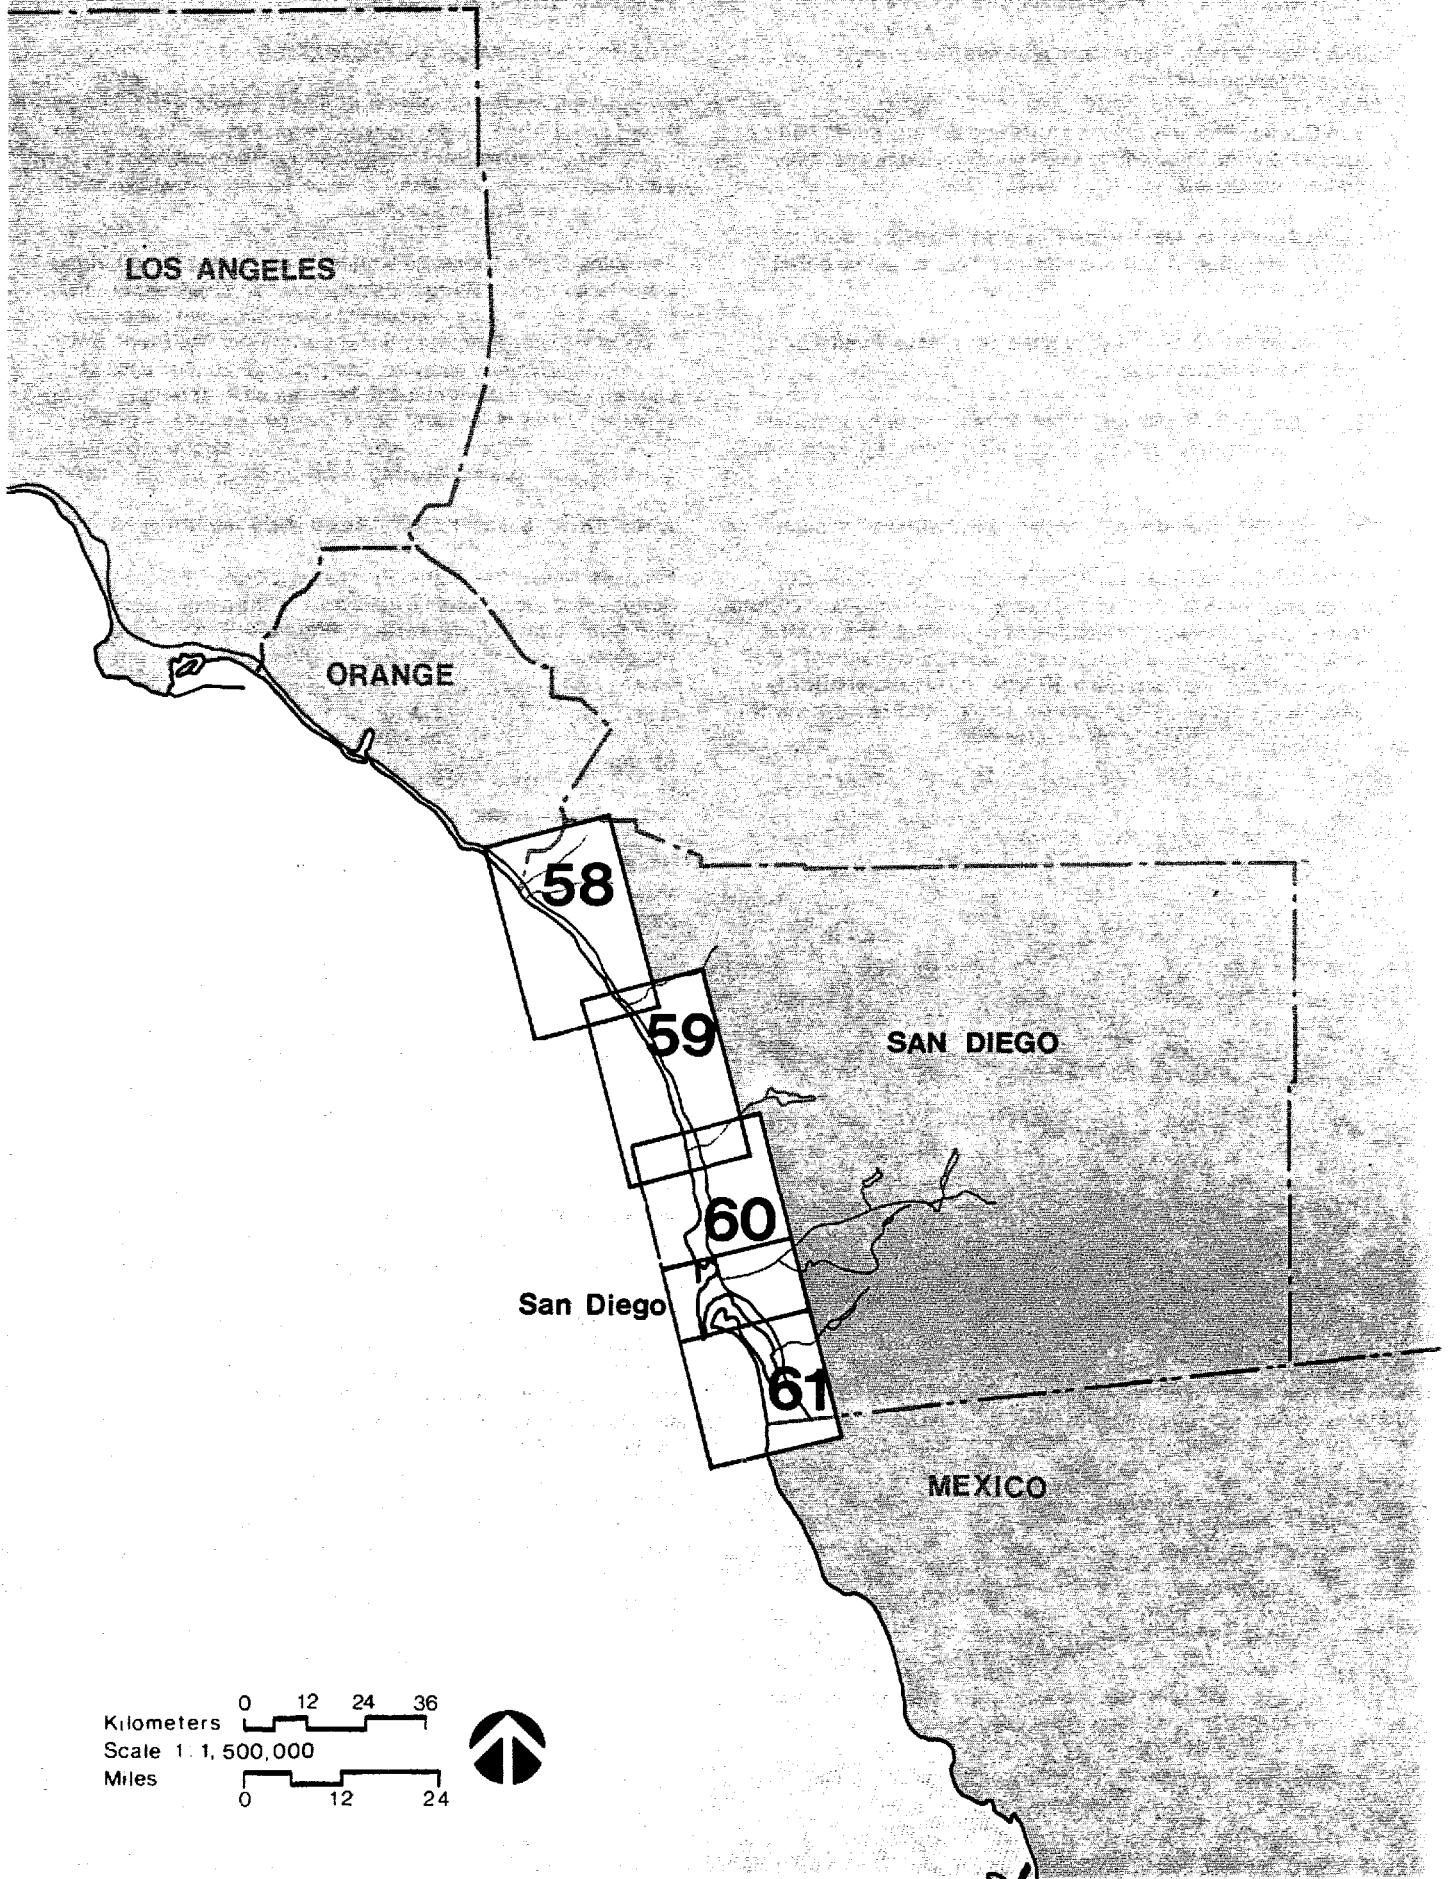 LOS ANGELES
ORANGE
58
59
SAN DIEGO
60
San Diego
61
MEXICO
0 12 24 36
Kilometers
Scale 1:1,500,000
Miles
0 12 24